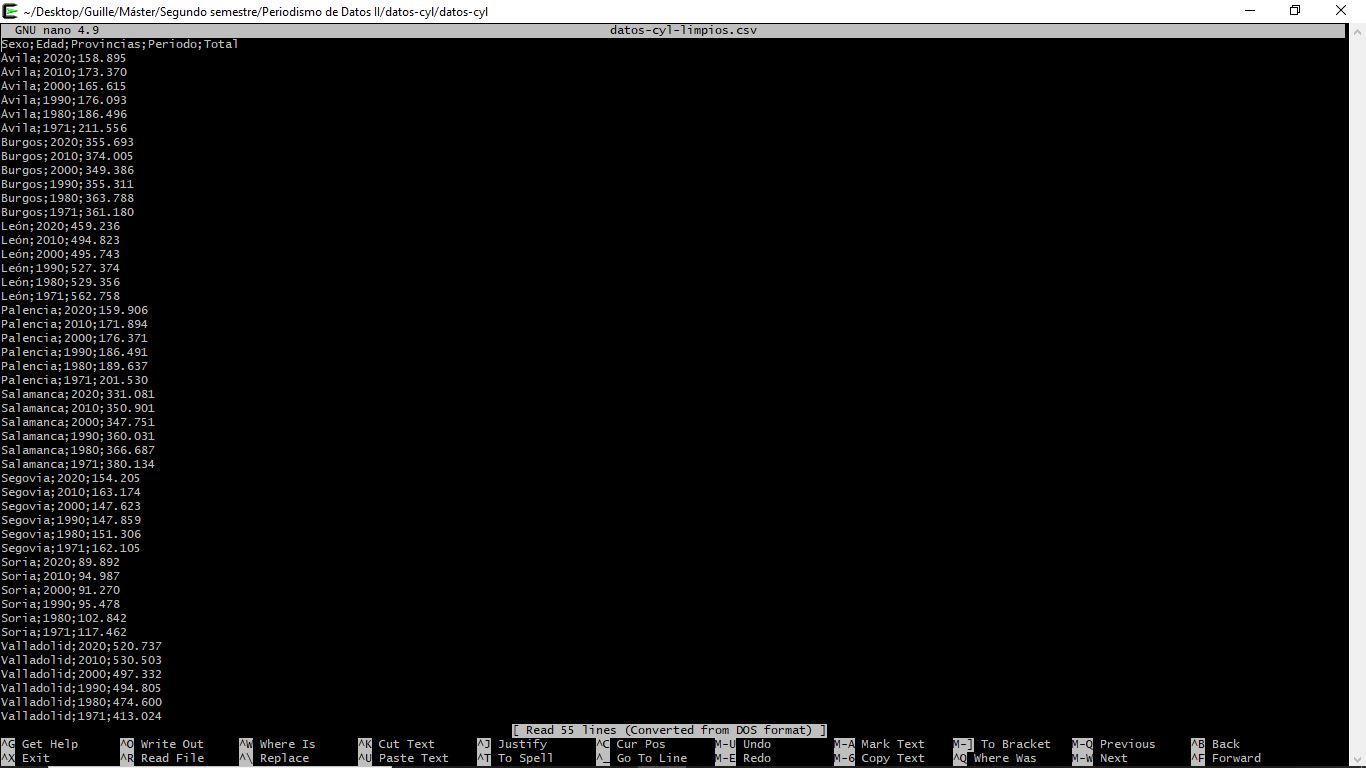 ~/Desktop/Guille/Máster/Segundo semestre/Periodismo de Datos II/datos-cyl/datos-cyl
GNU nano 4.9 datos-cyl-limpios.csv
Sexo;Edad;Provincias;Periodo;Total
Ávila;2020;158.895
Ávila;2010;173.370
Ávila;2000;165.615
Ávila;1990;176.093
Ávila;1980;186.496
Ávila;1971;211.556
Burgos;2020;355.693
Burgos;2010;374.005
Burgos;2000;349.386
Burgos;1990;355.311
Burgos;1980;363.788
Burgos;1971;361.180
León;2020;459.236
León;2010;494.823
León;2000;495.743
León;1990;527.374
León;1980;529.356
León;1971;562.758
Palencia;2020;159.906
Palencia;2010;171.894
Palencia;2000;176.371
Palencia;1990;186.491
Palencia;1980;189.637
Palencia;1971;201.530
Salamanca;2020;331.081
Salamanca;2010;350.901
Salamanca;2000;347.751
Salamanca;1990;360.031
Salamanca;1980;366.687
Salamanca;1971;380.134
Segovia;2020;154.205
Segovia;2010;163.174
Segovia;2000;147.623
Segovia;1990;147.859
Segovia;1980;151.306
Segovia;1971;162.105
Soria;2020;89.892
Soria;2010;94.987
Soria;2000;91.270
Soria;1990;95.478
Soria;1980;102.842
Soria;1971;117.462
Valladolid;2020;520.737
Valladolid;2010;530.503
Valladolid;2000;497.332
Valladolid;1990;494.805
Valladolid;1980;474.600
Valladolid;1971;413.024
[ Read 55 lines (Converted from DOS format) ]
^G Get Help ^O Write Out ^W Where Is ^K Cut Text ^J Justify ^C Cur Pos M-U Undo M-A Mark Text M-] To Bracket M-Q Previous ^B Back
^X Exit ^R Read File ^\ Replace ^U Paste Text ^T To Spell ^_ Go To Line M-E Redo M-6 Copy Text ^Q Where Was M-W Next ^F Forward